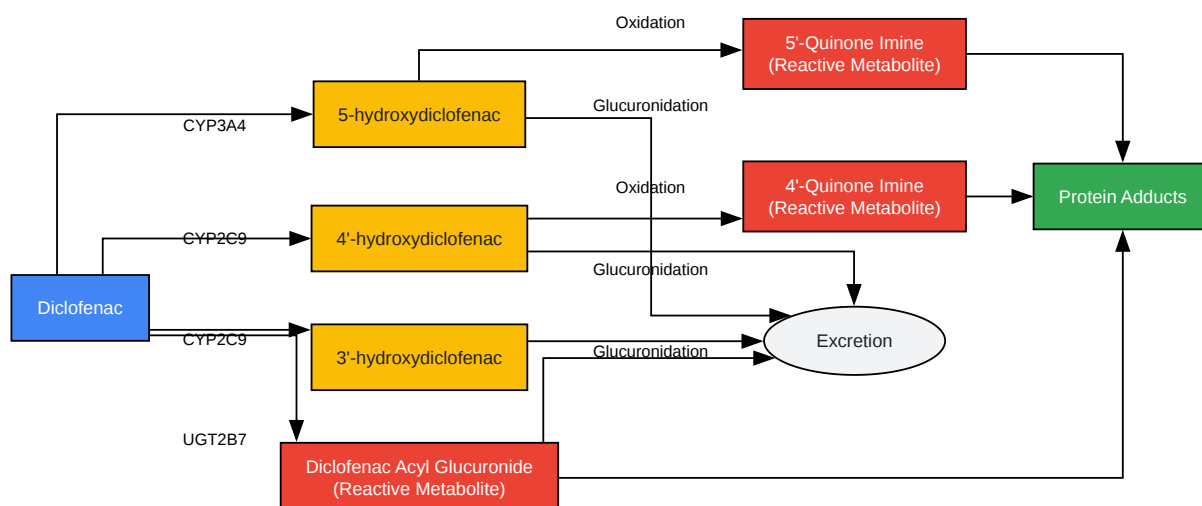 Oxidation
5'-Quinone Imine
(Reactive Metabolite)
5-hydroxydiclofenac
Glucuronidation
CYP3A4
Oxidation
4'-Quinone Imine
(Reactive Metabolite)
Protein Adducts
4'-hydroxydiclofenac
CYP2C9
Glucuronidation
Diclofenac
CYP2C9
3'-hydroxydiclofenac
Glucuronidation
Excretion
UGT2B7
Diclofenac Acyl Glucuronide
(Reactive Metabolite)